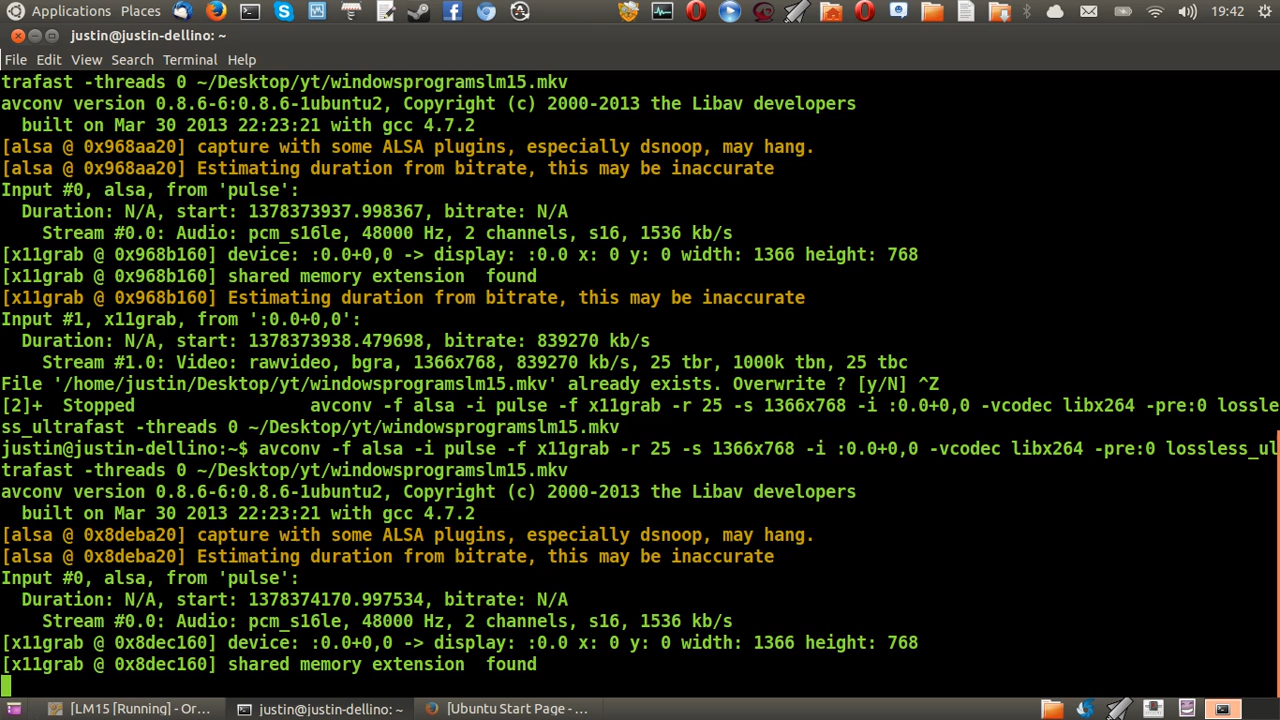 Applications Places 19:42
justin@justin-dellino: ~
File Edit View Search Terminal Help
trafast -threads 0 ~/Desktop/yt/windowsprogramslm15.mkv
avconv version 0.8.6-6:0.8.6-1ubuntu2, Copyright (c) 2000-2013 the Libav developers
  built on Mar 30 2013 22:23:21 with gcc 4.7.2
[alsa @ 0x968aa20] capture with some ALSA plugins, especially dsnoop, may hang.
[alsa @ 0x968aa20] Estimating duration from bitrate, this may be inaccurate
Input #0, alsa, from 'pulse':
  Duration: N/A, start: 1378373937.998367, bitrate: N/A
    Stream #0.0: Audio: pcm_s16le, 48000 Hz, 2 channels, s16, 1536 kb/s
[x11grab @ 0x968b160] device: :0.0+0,0 -> display: :0.0 x: 0 y: 0 width: 1366 height: 768
[x11grab @ 0x968b160] shared memory extension  found
[x11grab @ 0x968b160] Estimating duration from bitrate, this may be inaccurate
Input #1, x11grab, from ':0.0+0,0':
  Duration: N/A, start: 1378373938.479698, bitrate: 839270 kb/s
    Stream #1.0: Video: rawvideo, bgra, 1366x768, 839270 kb/s, 25 tbr, 1000k tbn, 25 tbc
File '/home/justin/Desktop/yt/windowsprogramslm15.mkv' already exists. Overwrite ? [y/N] ^Z
[2]+  Stopped                 avconv -f alsa -i pulse -f x11grab -r 25 -s 1366x768 -i :0.0+0,0 -vcodec libx264 -pre:0 lossle
ss_ultrafast -threads 0 ~/Desktop/yt/windowsprogramslm15.mkv
justin@justin-dellino:~$ avconv -f alsa -i pulse -f x11grab -r 25 -s 1366x768 -i :0.0+0,0 -vcodec libx264 -pre:0 lossless_ul
trafast -threads 0 ~/Desktop/yt/windowsprogramslm15.mkv
avconv version 0.8.6-6:0.8.6-1ubuntu2, Copyright (c) 2000-2013 the Libav developers
  built on Mar 30 2013 22:23:21 with gcc 4.7.2
[alsa @ 0x8deba20] capture with some ALSA plugins, especially dsnoop, may hang.
[alsa @ 0x8deba20] Estimating duration from bitrate, this may be inaccurate
Input #0, alsa, from 'pulse':
  Duration: N/A, start: 1378374170.997534, bitrate: N/A
    Stream #0.0: Audio: pcm_s16le, 48000 Hz, 2 channels, s16, 1536 kb/s
[x11grab @ 0x8dec160] device: :0.0+0,0 -> display: :0.0 x: 0 y: 0 width: 1366 height: 768
[x11grab @ 0x8dec160] shared memory extension  found
[LM15 [Running] - Or... justin@justin-dellino: ~ [Ubuntu Start Page - ...